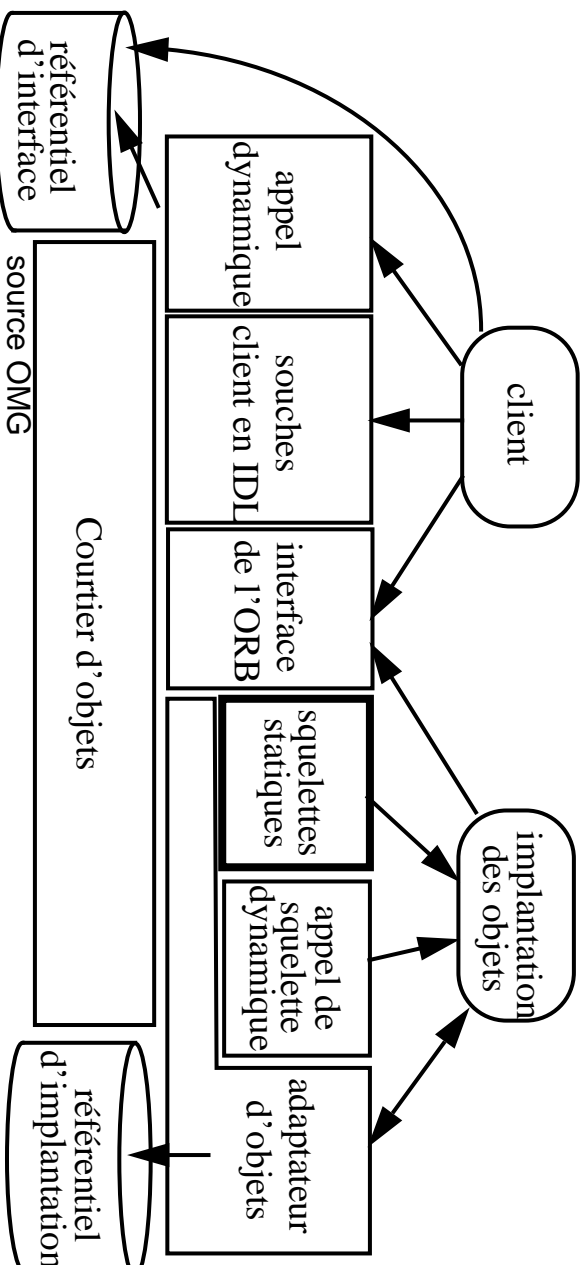 client
implantation
des objets
appel
dynamique
souches
client en IDL
interface
de l’ORB
squelettes
statiques
appel de
squelette
dynamique
adaptateur
d’objets
référentiel
d’interface
Courtier d’objets
référentiel
d’implantation
source OMG